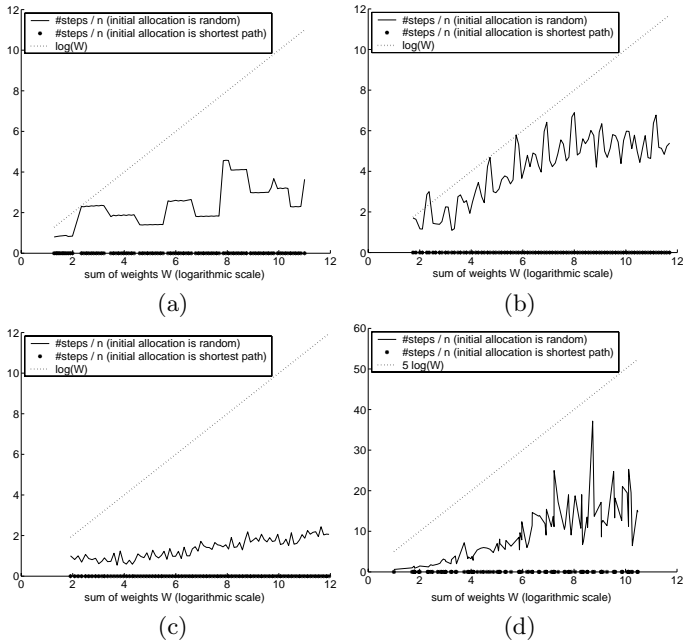 12
10
8
6
4
2
0
#steps / n (initial allocation is random)
#steps / n (initial allocation is shortest path)
log(W)
0 2 4 6 8 10 12
sum of weights W (logarithmic scale)
(a)
12
10
8
6
4
2
0
#steps / n (initial allocation is random)
#steps / n (initial allocation is shortest path)
log(W)
0 2 4 6 8 10 12
sum of weights W (logarithmic scale)
(b)
12
10
8
6
4
2
0
#steps / n (initial allocation is random)
#steps / n (initial allocation is shortest path)
log(W)
0 2 4 6 8 10 12
sum of weights W (logarithmic scale)
(c)
60
50
40
30
20
10
0
#steps / n (initial allocation is random)
#steps / n (initial allocation is shortest path)
5 log(W)
0 2 4 6 8 10 12
sum of weights W (logarithmic scale)
(d)